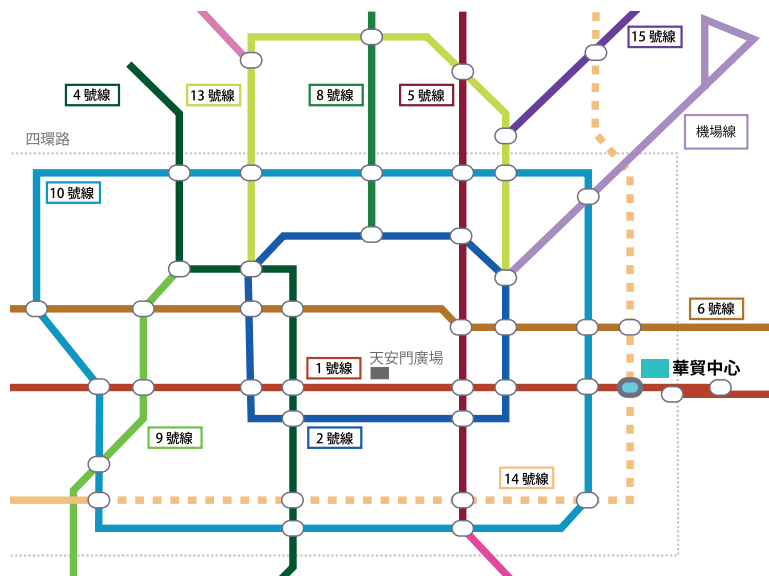 15 號線
4 號線
13 號線
8 號線
5 號線
機場線
四環路
10 號線
6 號線
天安門廣場
1 號線
華貿中心
9 號線
2 號線
14 號線